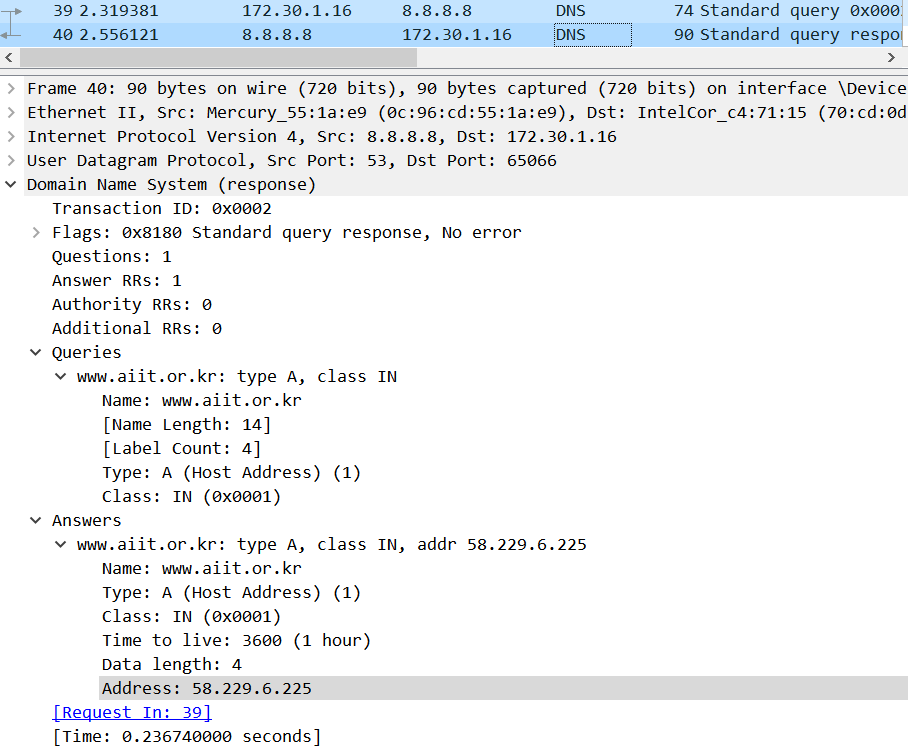 39 2.319381 172.30.1.16 8.8.8.8 DNS 74 Standard query 0x000
40 2.556121 8.8.8.8 172.30.1.16 DNS 90 Standard query respo
Frame 40: 90 bytes on wire (720 bits), 90 bytes captured (720 bits) on interface \Device
Ethernet II, Src: Mercury_55:1a:e9 (0c:96:cd:55:1a:e9), Dst: IntelCor_c4:71:15 (70:cd:0d
Internet Protocol Version 4, Src: 8.8.8.8, Dst: 172.30.1.16
User Datagram Protocol, Src Port: 53, Dst Port: 65066
Domain Name System (response)
Transaction ID: 0x0002
Flags: 0x8180 Standard query response, No error
Questions: 1
Answer RRs: 1
Authority RRs: 0
Additional RRs: 0
Queries
www.aiit.or.kr: type A, class IN
Name: www.aiit.or.kr
[Name Length: 14]
[Label Count: 4]
Type: A (Host Address) (1)
Class: IN (0x0001)
Answers
www.aiit.or.kr: type A, class IN, addr 58.229.6.225
Name: www.aiit.or.kr
Type: A (Host Address) (1)
Class: IN (0x0001)
Time to live: 3600 (1 hour)
Data length: 4
Address: 58.229.6.225
[Request In: 39]
[Time: 0.236740000 seconds]